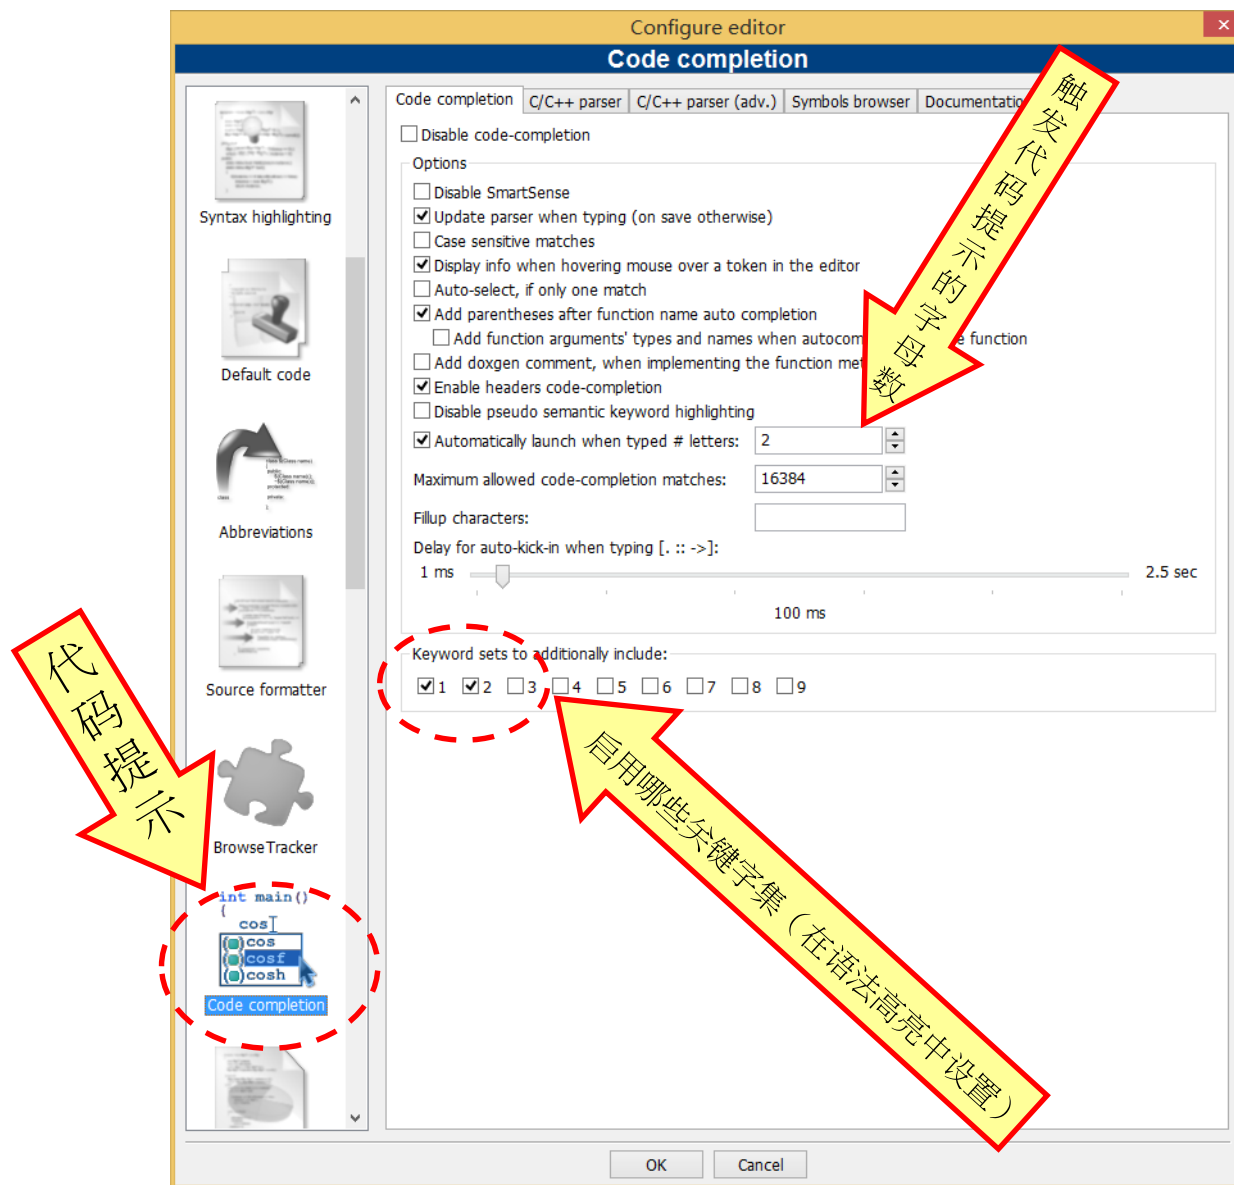 Configure editor
Code completion
Syntax highlighting
Default code
Abbreviations
Source formatter
BrowseTracker
int main()
{
cos
cos
cosf
cosh
Code completion
Code completion
C/C++ parser
C/C++ parser (adv.)
Symbols browser
Documentatio
Disable code-completion
Options
Disable SmartSense
Update parser when typing (on save otherwise)
Case sensitive matches
Display info when hovering mouse over a token in the editor
Auto-select, if only one match
Add parentheses after function name auto completion
Add function arguments' types and names when autocom e function
Add doxgen comment, when implementing the function met
Enable headers code-completion
Disable pseudo semantic keyword highlighting
Automatically launch when typed # letters: 2
Maximum allowed code-completion matches: 16384
Fillup characters:
Delay for auto-kick-in when typing [. :: ->]:
1 ms 2.5 sec
100 ms
Keyword sets to additionally include:
1 2 3 4 5 6 7 8 9
触发代码提示的字母数
代码提示
启用哪些关键字集（在语法高亮中设置）
OK
Cancel